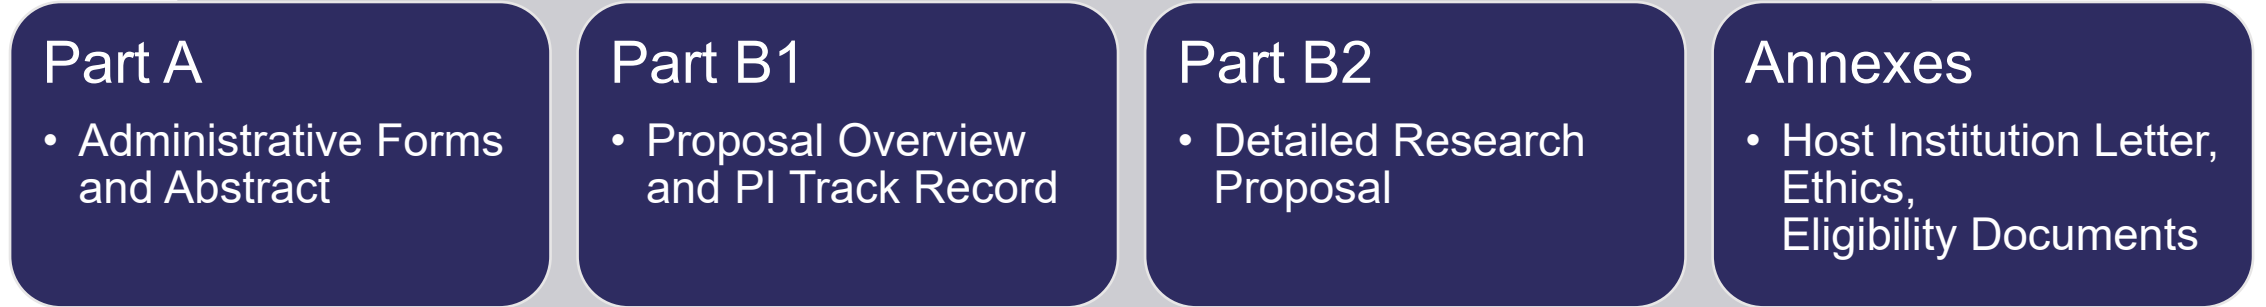 Part A
• Administrative Forms
and Abstract
Part B1
• Proposal Overview
and PI Track Record
Part B2
• Detailed Research
Proposal
Annexes
• Host Institution Letter,
Ethics,
Eligibility Documents